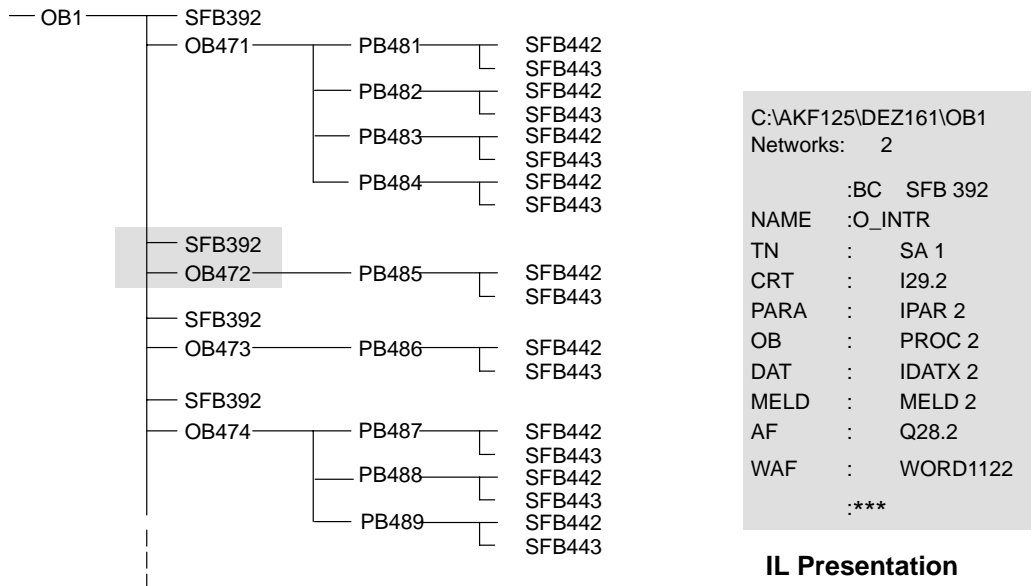 OB1 SFB392
OB471 PB481 SFB442
SFB443
PB482 SFB442
SFB443
PB483 SFB442
SFB443
PB484 SFB442
SFB443
SFB392
OB472 PB485 SFB442
SFB443
SFB392
OB473 PB486 SFB442
SFB443
SFB392
OB474 PB487 SFB442
SFB443
PB488 SFB442
SFB443
PB489 SFB442
SFB443
C:\AKF125\DEZ161\OB1
Networks: 2
:BC SFB 392
NAME :O_INTR
TN : SA 1
CRT : I29.2
PARA : IPAR 2
OB : PROC 2
DAT : IDATX 2
MELD : MELD 2
AF : Q28.2
WAF : WORD1122
:***
IL Presentation